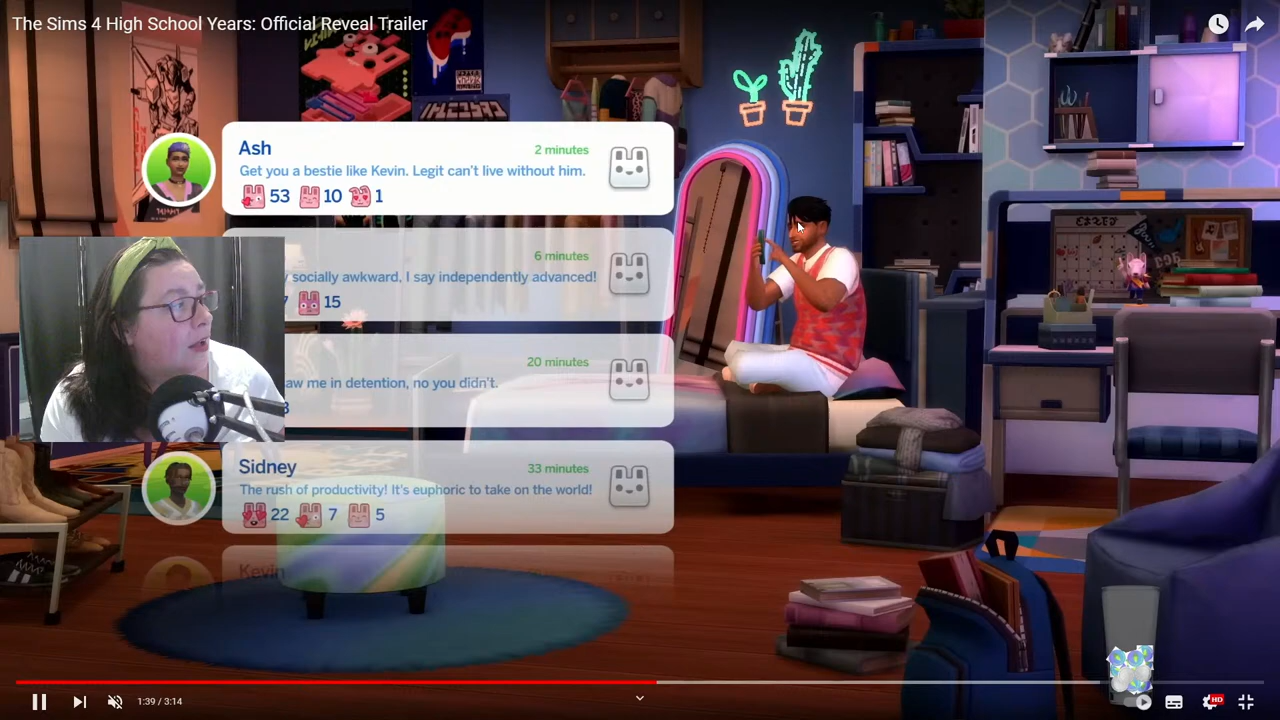 The Sims 4 High School Years: Official Reveal Trailer
Ash
2 minutes
Get you a bestie like Kevin. Legit can't live without him.
53 10 1
6 minutes
socially awkward, I say independently advanced!
15
20 minutes
me in detention, no you didn't.
Sidney
33 minutes
The rush of productivity! It's euphoric to take on the world!
22 7 5
Kevin
1:39 / 3:14
HD